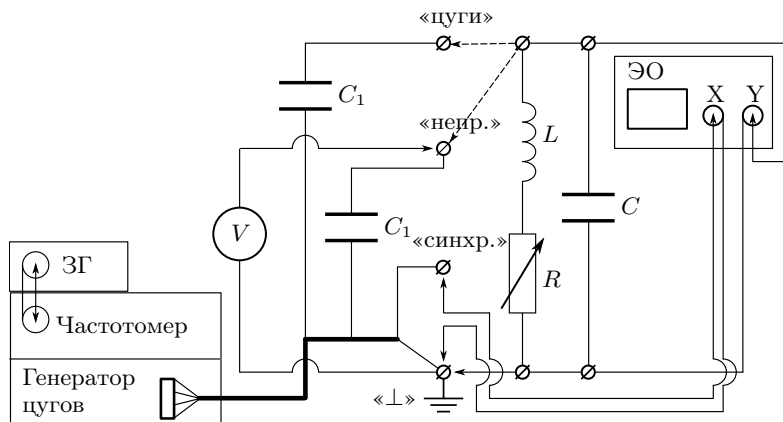 «цуги»
ЭО
X
Y
C₁
«непр.»
L
V
C₁
«синхр.»
C
ЗГ
R
Частотомер
Генератор
цугов
«⊥»